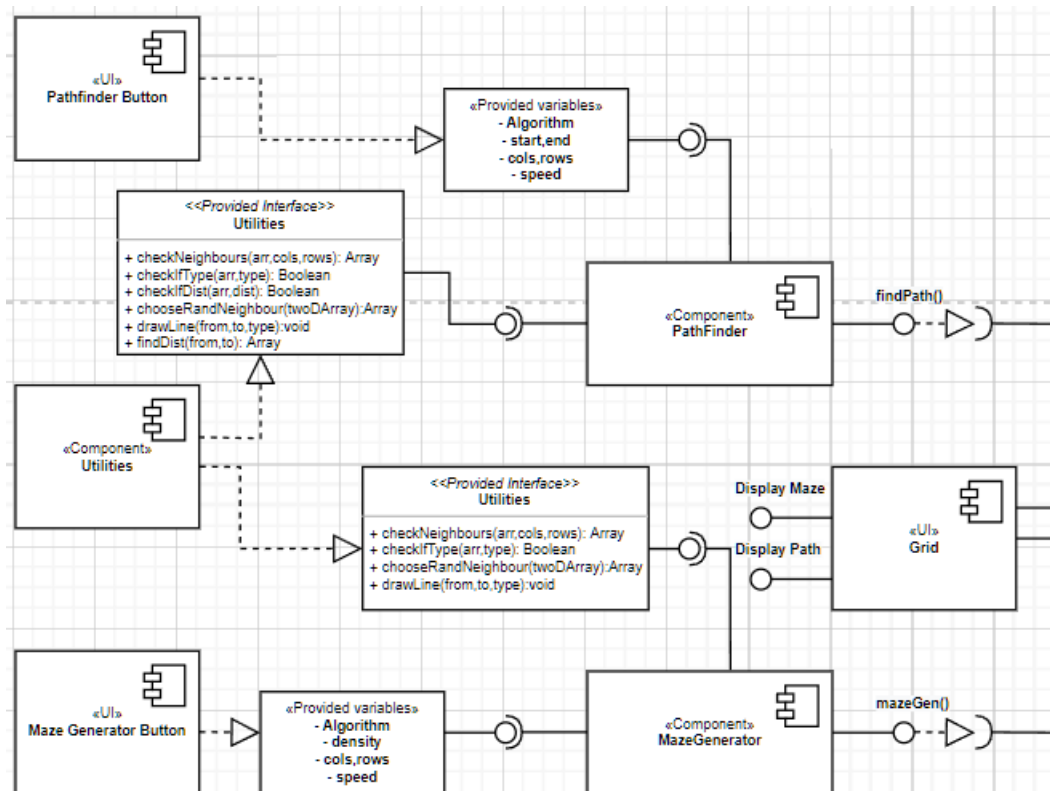 «UI»
Pathfinder Button
«Provided variables»
- Algorithm
- start,end
- cols,rows
- speed
<<Provided Interface>>
Utilities
+ checkNeighbours(arr,cols,rows): Array
+ checkIfType(arr,type): Boolean
+ checkIfDist(arr,dist): Boolean
+ chooseRandNeighbour(twoDArray):Array
+ drawLine(from,to,type):void
+ findDist(from,to): Array
«Component»
PathFinder
findPath()
«Component»
Utilities
<<Provided Interface>>
Utilities
+ checkNeighbours(arr,cols,rows): Array
+ checkIfType(arr,type): Boolean
+ chooseRandNeighbour(twoDArray):Array
+ drawLine(from,to,type):void
Display Maze
Display Path
«UI»
Grid
«UI»
Maze Generator Button
«Provided variables»
- Algorithm
- density
- cols,rows
- speed
«Component»
MazeGenerator
mazeGen()